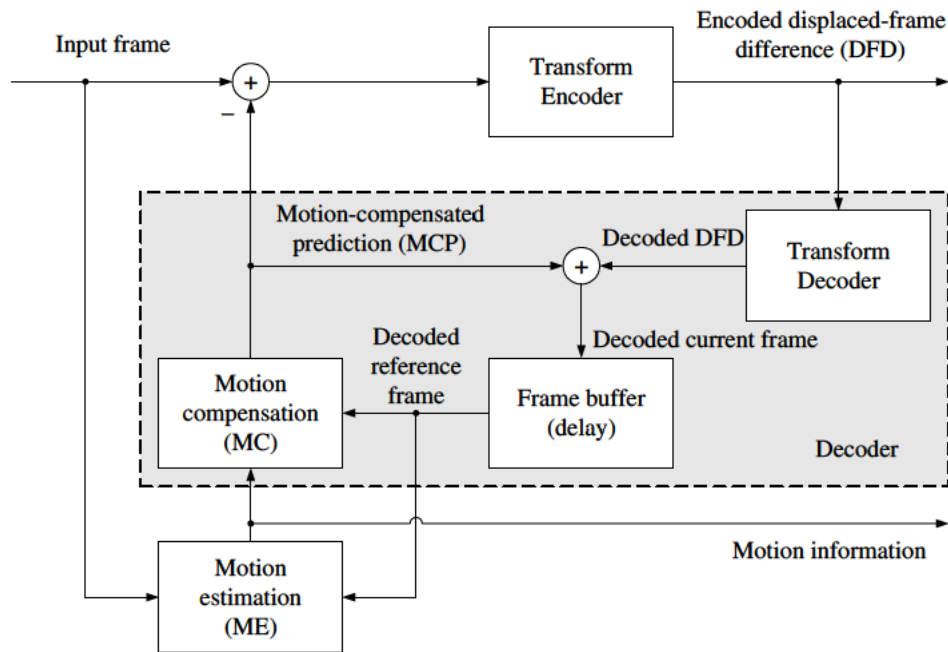 Input frame
+
−
Transform
Encoder
Encoded displaced-frame
difference (DFD)
Motion-compensated
prediction (MCP)
+
Decoded DFD
Transform
Decoder
Decoded current frame
Decoded
reference
frame
Motion
compensation
(MC)
Frame buffer
(delay)
Decoder
Motion information
Motion
estimation
(ME)